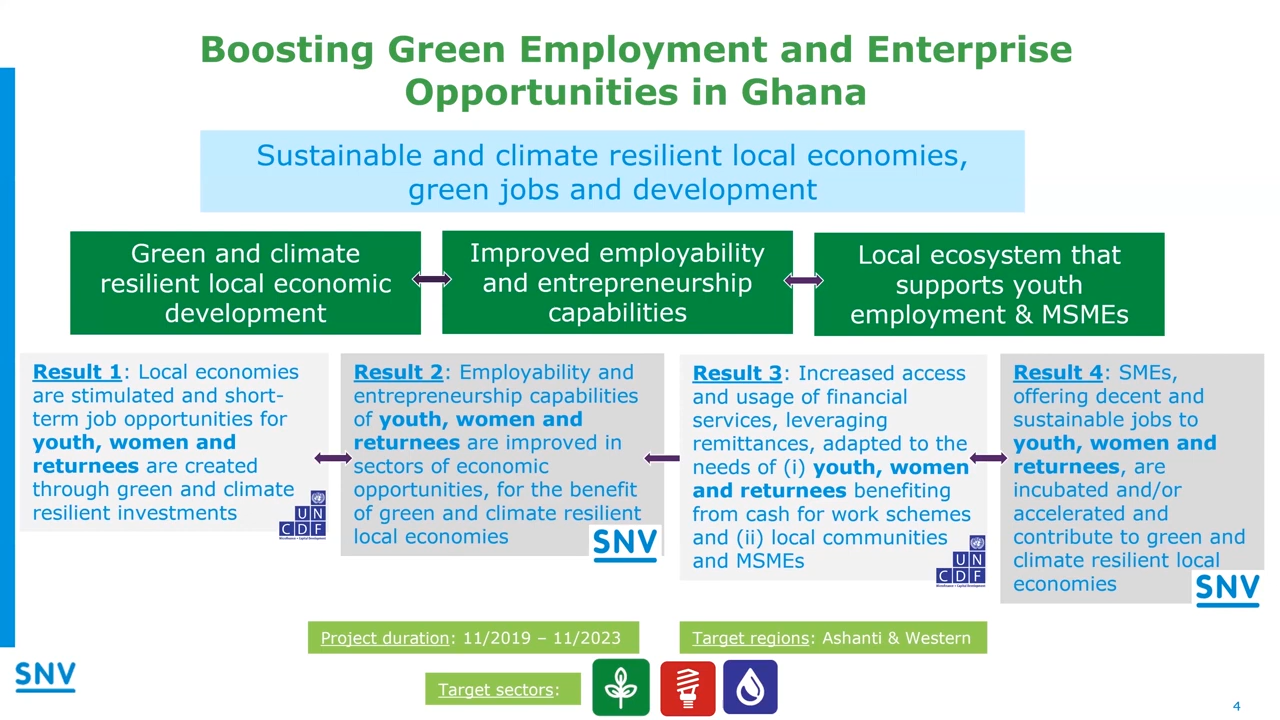 Boosting Green Employment and Enterprise
Opportunities in Ghana
Sustainable and climate resilient local economies,
green jobs and development
Green and climate
resilient local economic
development
Improved employability
and entrepreneurship
capabilities
Local ecosystem that
supports youth
employment & MSMEs
Result 1: Local economies
are stimulated and short-
term job opportunities for
youth, women and
returnees are created
through green and climate
resilient investments
UN
CDF
Result 2: Employability and
entrepreneurship capabilities
of youth, women and
returnees are improved in
sectors of economic
opportunities, for the benefit
of green and climate resilient
local economies
SNV
Result 3: Increased access
and usage of financial
services, leveraging
remittances, adapted to the
needs of (i) youth, women
and returnees benefiting
from cash for work schemes
and (ii) local communities
and MSMEs
UN
CDF
Result 4: SMEs,
offering decent and
sustainable jobs to
youth, women and
returnees, are
incubated and/or
accelerated and
contribute to green and
climate resilient local
economies
SNV
Project duration: 11/2019 – 11/2023
Target regions: Ashanti & Western
Target sectors:
SNV
4